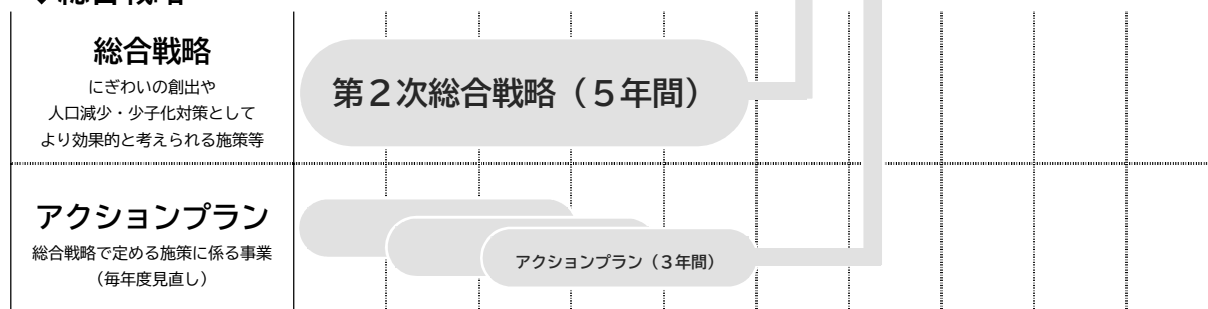 総合戦略
にぎわいの創出や
人口減少・少子化対策として
より効果的と考えられる施策等
第２次総合戦略（５年間）
アクションプラン
総合戦略で定める施策に係る事業
（毎年度見直し）
アクションプラン（３年間）